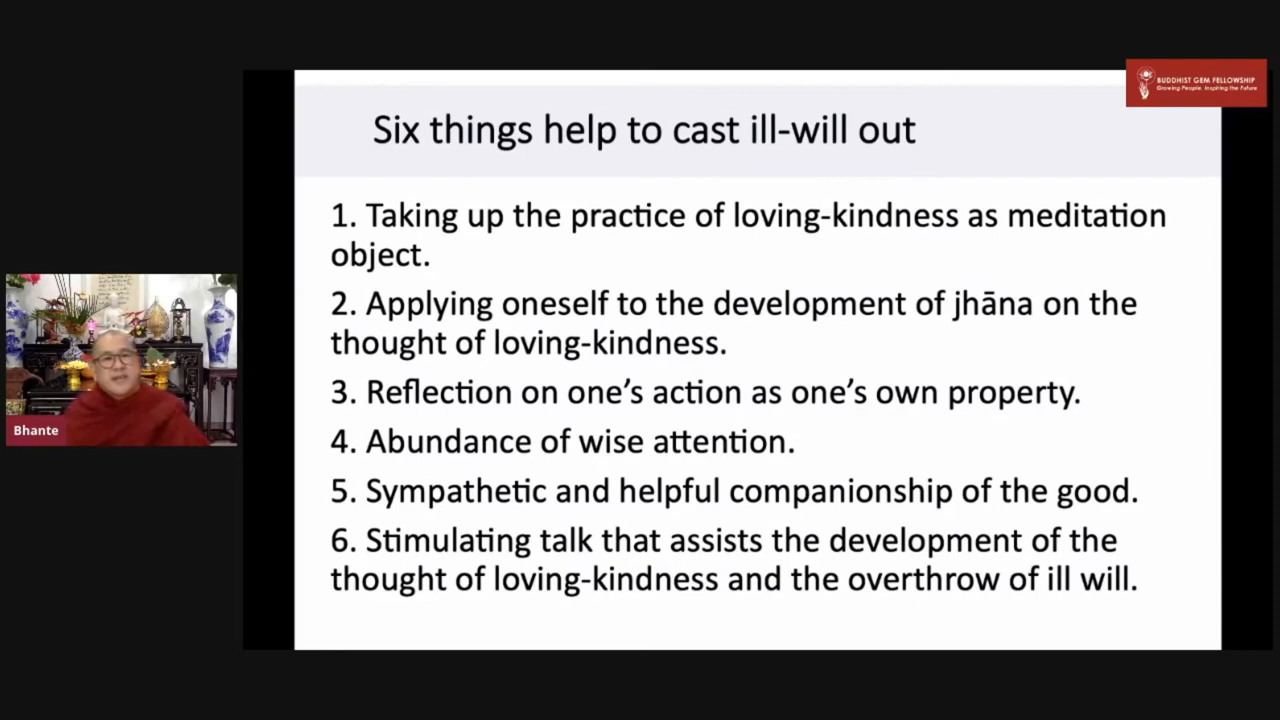 BUDDHIST GEM FELLOWSHIP
Growing People. Inspiring the Future
Six things help to cast ill-will out
1. Taking up the practice of loving-kindness as meditation
object.
2. Applying oneself to the development of jhāna on the
thought of loving-kindness.
3. Reflection on one’s action as one’s own property.
4. Abundance of wise attention.
5. Sympathetic and helpful companionship of the good.
6. Stimulating talk that assists the development of the
thought of loving-kindness and the overthrow of ill will.
Bhante